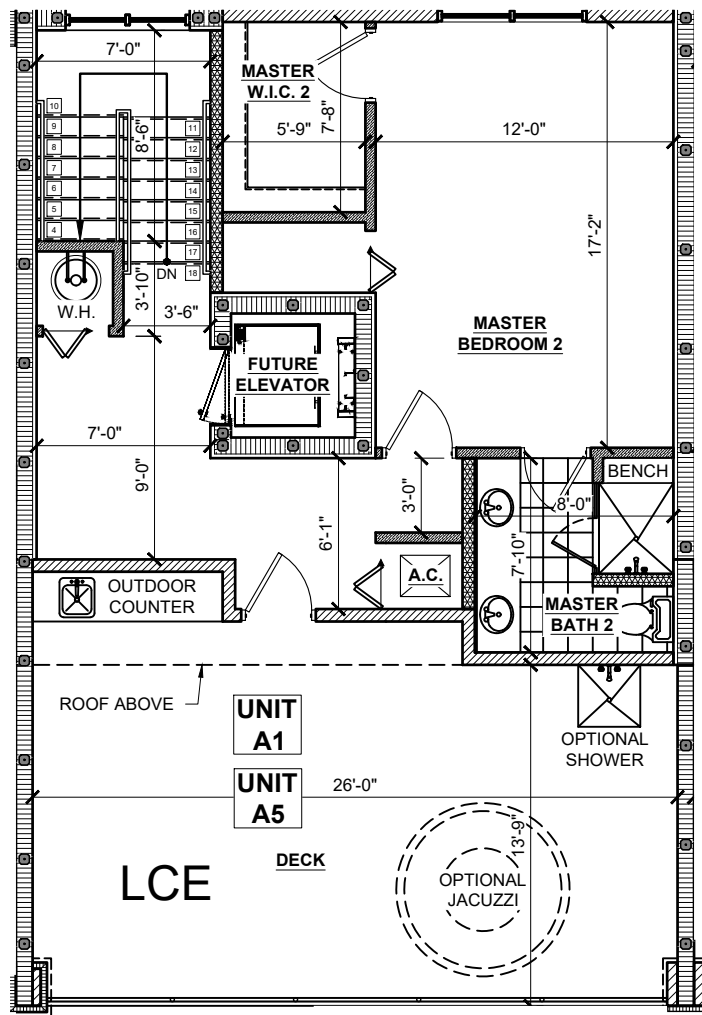 7'-0"
MASTER
W.I.C. 2
10
9
8
7
6
5
4
8'-6"
11
12
13
14
15
16
17
18
5'-9"
7'-8"
12'-0"
17'-2"
DN
W.H.
3'-10"
3'-6"
MASTER
BEDROOM 2
FUTURE
ELEVATOR
7'-0"
9'-0"
6'-1"
3'-0"
BENCH
8'-0"
7'-10"
A.C.
MASTER
BATH 2
OUTDOOR
COUNTER
ROOF ABOVE
UNIT
A1
OPTIONAL
SHOWER
UNIT
A5
26'-0"
13'-9"
LCE
DECK
OPTIONAL
JACUZZI